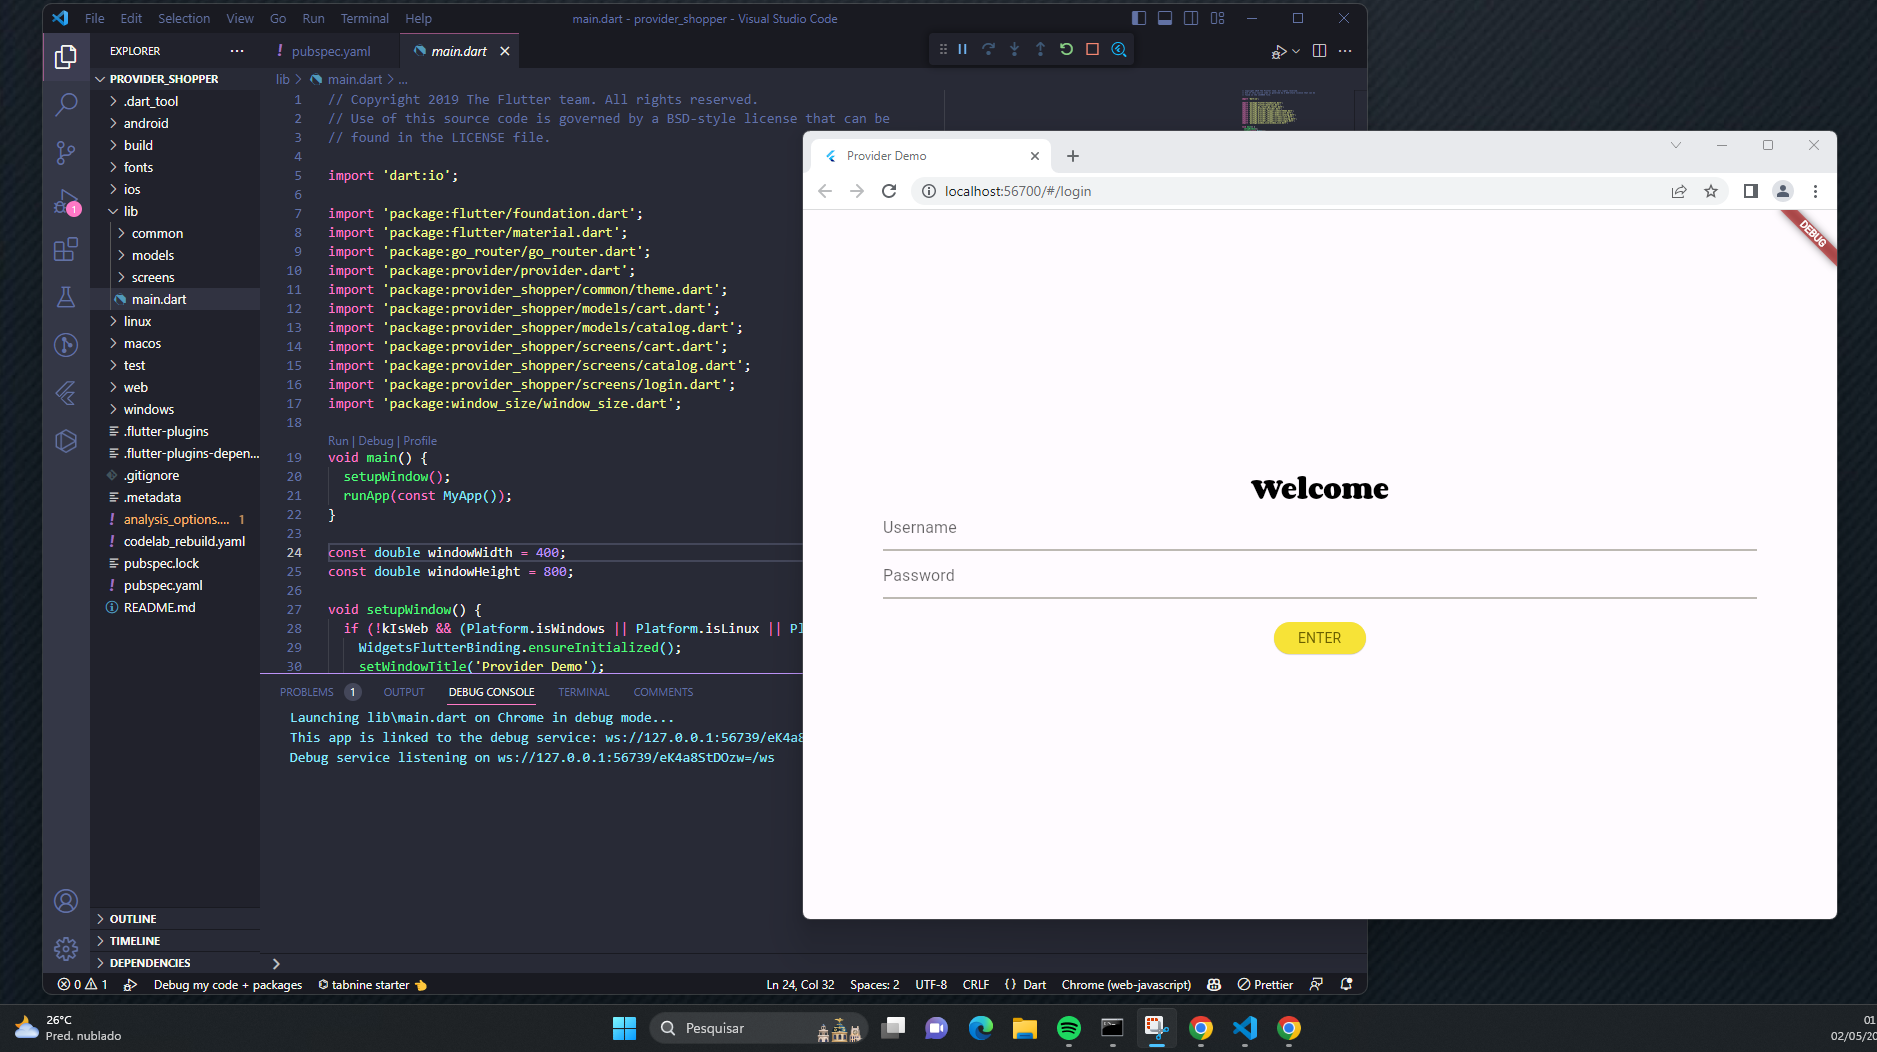 File Edit Selection View Go Run Terminal Help
main.dart - provider_shopper - Visual Studio Code
EXPLORER
pubspec.yaml
main.dart
PROVIDER_SHOPPER
.dart_tool
android
build
fonts
ios
lib
common
models
screens
main.dart
linux
macos
test
web
windows
.flutter-plugins
.flutter-plugins-depen...
.gitignore
.metadata
analysis_options.... 1
codelab_rebuild.yaml
pubspec.lock
pubspec.yaml
README.md
OUTLINE
TIMELINE
DEPENDENCIES
1
lib > main.dart > ...
1 // Copyright 2019 The Flutter team. All rights reserved.
2 // Use of this source code is governed by a BSD-style license that can be
3 // found in the LICENSE file.
4
5 import 'dart:io';
6
7 import 'package:flutter/foundation.dart';
8 import 'package:flutter/material.dart';
9 import 'package:go_router/go_router.dart';
10 import 'package:provider/provider.dart';
11 import 'package:provider_shopper/common/theme.dart';
12 import 'package:provider_shopper/models/cart.dart';
13 import 'package:provider_shopper/models/catalog.dart';
14 import 'package:provider_shopper/screens/cart.dart';
15 import 'package:provider_shopper/screens/catalog.dart';
16 import 'package:provider_shopper/screens/login.dart';
17 import 'package:window_size/window_size.dart';
18
Run | Debug | Profile
19 void main() {
20 setupWindow();
21 runApp(const MyApp());
22 }
23
24 const double windowWidth = 400;
25 const double windowHeight = 800;
26
27 void setupWindow() {
28 if (!kIsWeb && (Platform.isWindows || Platform.isLinux || Pl
29 WidgetsFlutterBinding.ensureInitialized();
30 setWindowTitle('Provider Demo');
PROBLEMS 1 OUTPUT DEBUG CONSOLE TERMINAL COMMENTS
Launching lib\main.dart on Chrome in debug mode...
This app is linked to the debug service: ws://127.0.0.1:56739/eK4a8
Debug service listening on ws://127.0.0.1:56739/eK4a8StDOzw=/ws
Provider Demo
localhost:56700/#/login
DEBUG
Welcome
Username
Password
ENTER
0 1 Debug my code + packages tabnine starter Ln 24, Col 32 Spaces: 2 UTF-8 CRLF {} Dart Chrome (web-javascript) Prettier
26°C
Pred. nublado
Pesquisar
01
02/05/20